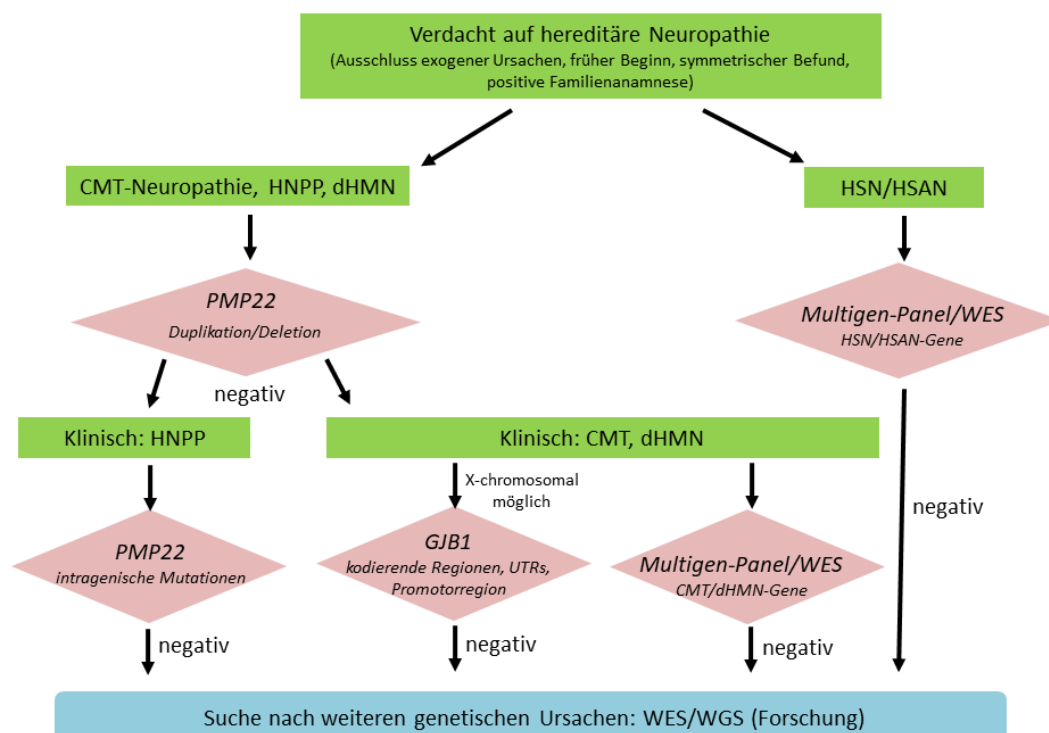 Verdacht auf hereditäre Neuropathie
(Ausschluss exogener Ursachen, früher Beginn, symmetrischer Befund,
positive Familienanamnese)
CMT-Neuropathie, HNPP, dHMN
HSN/HSAN
PMP22
Duplikation/Deletion
Multigen-Panel/WES
HSN/HSAN-Gene
negativ
Klinisch: HNPP
Klinisch: CMT, dHMN
X-chromosomal
möglich
negativ
PMP22
intragenische Mutationen
GJB1
kodierende Regionen, UTRs,
Promotorregion
Multigen-Panel/WES
CMT/dHMN-Gene
negativ
negativ
negativ
Suche nach weiteren genetischen Ursachen: WES/WGS (Forschung)